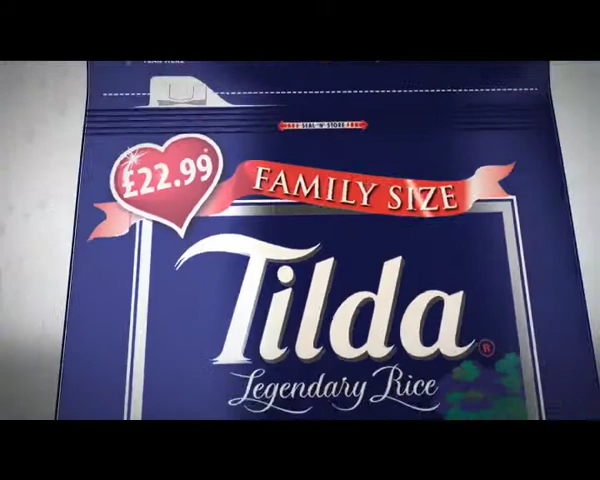 SEAL 'N' STORE
£22.99*
FAMILY SIZE
Tilda
®
Legendary Rice